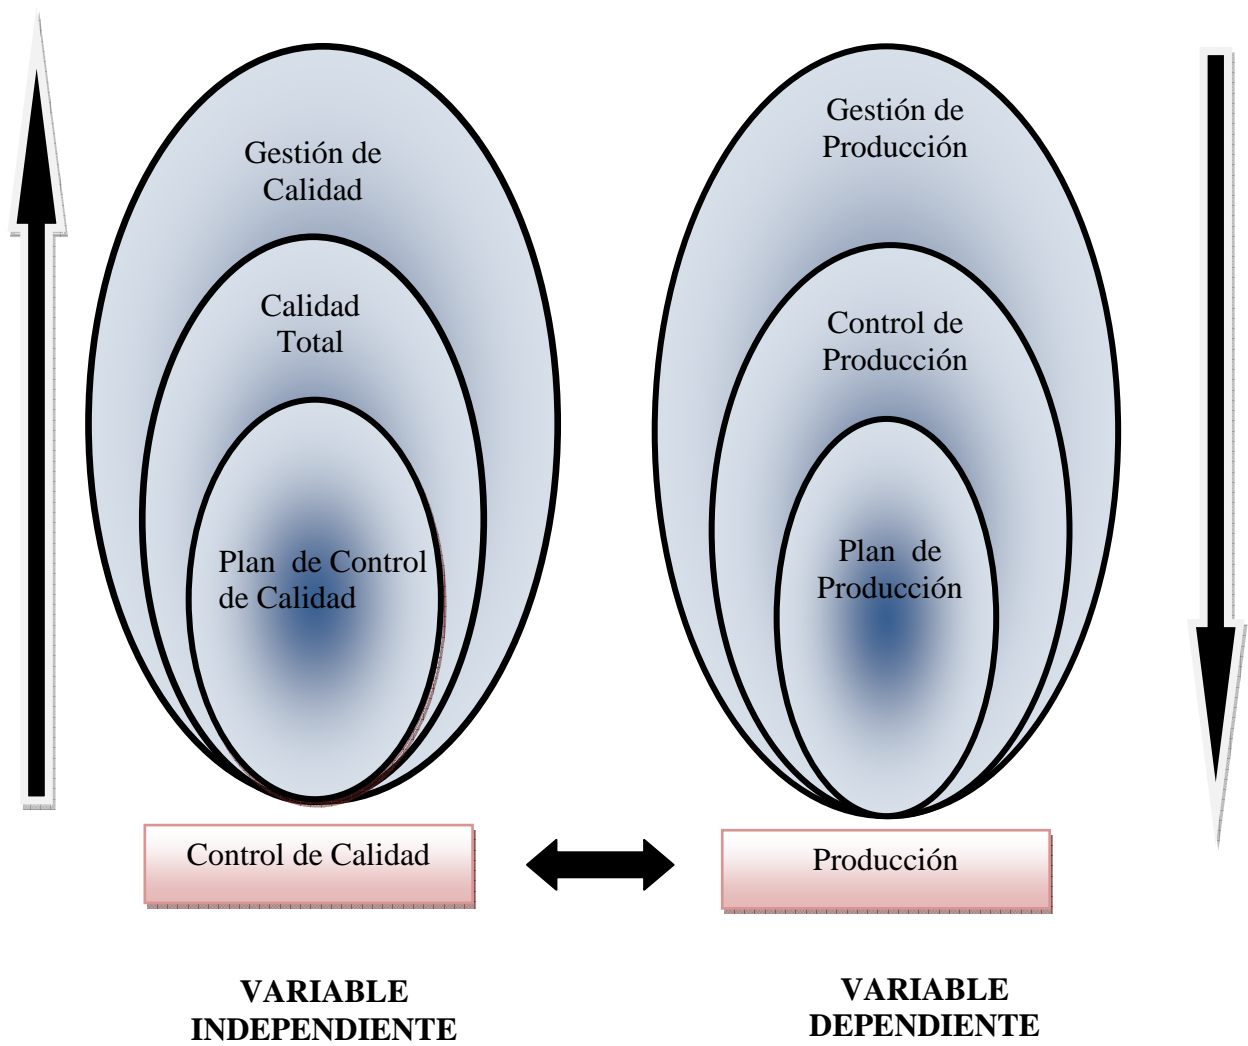 Gestión de
Calidad
Calidad
Total
Plan de Control
de Calidad
Control de Calidad
VARIABLE
INDEPENDIENTE
Gestión de
Producción
Control de
Producción
Plan de
Producción
Producción
VARIABLE
DEPENDIENTE